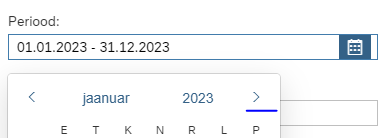 Periood:
01.01.2023 - 31.12.2023
jaanuar 2023
E T K N R L P